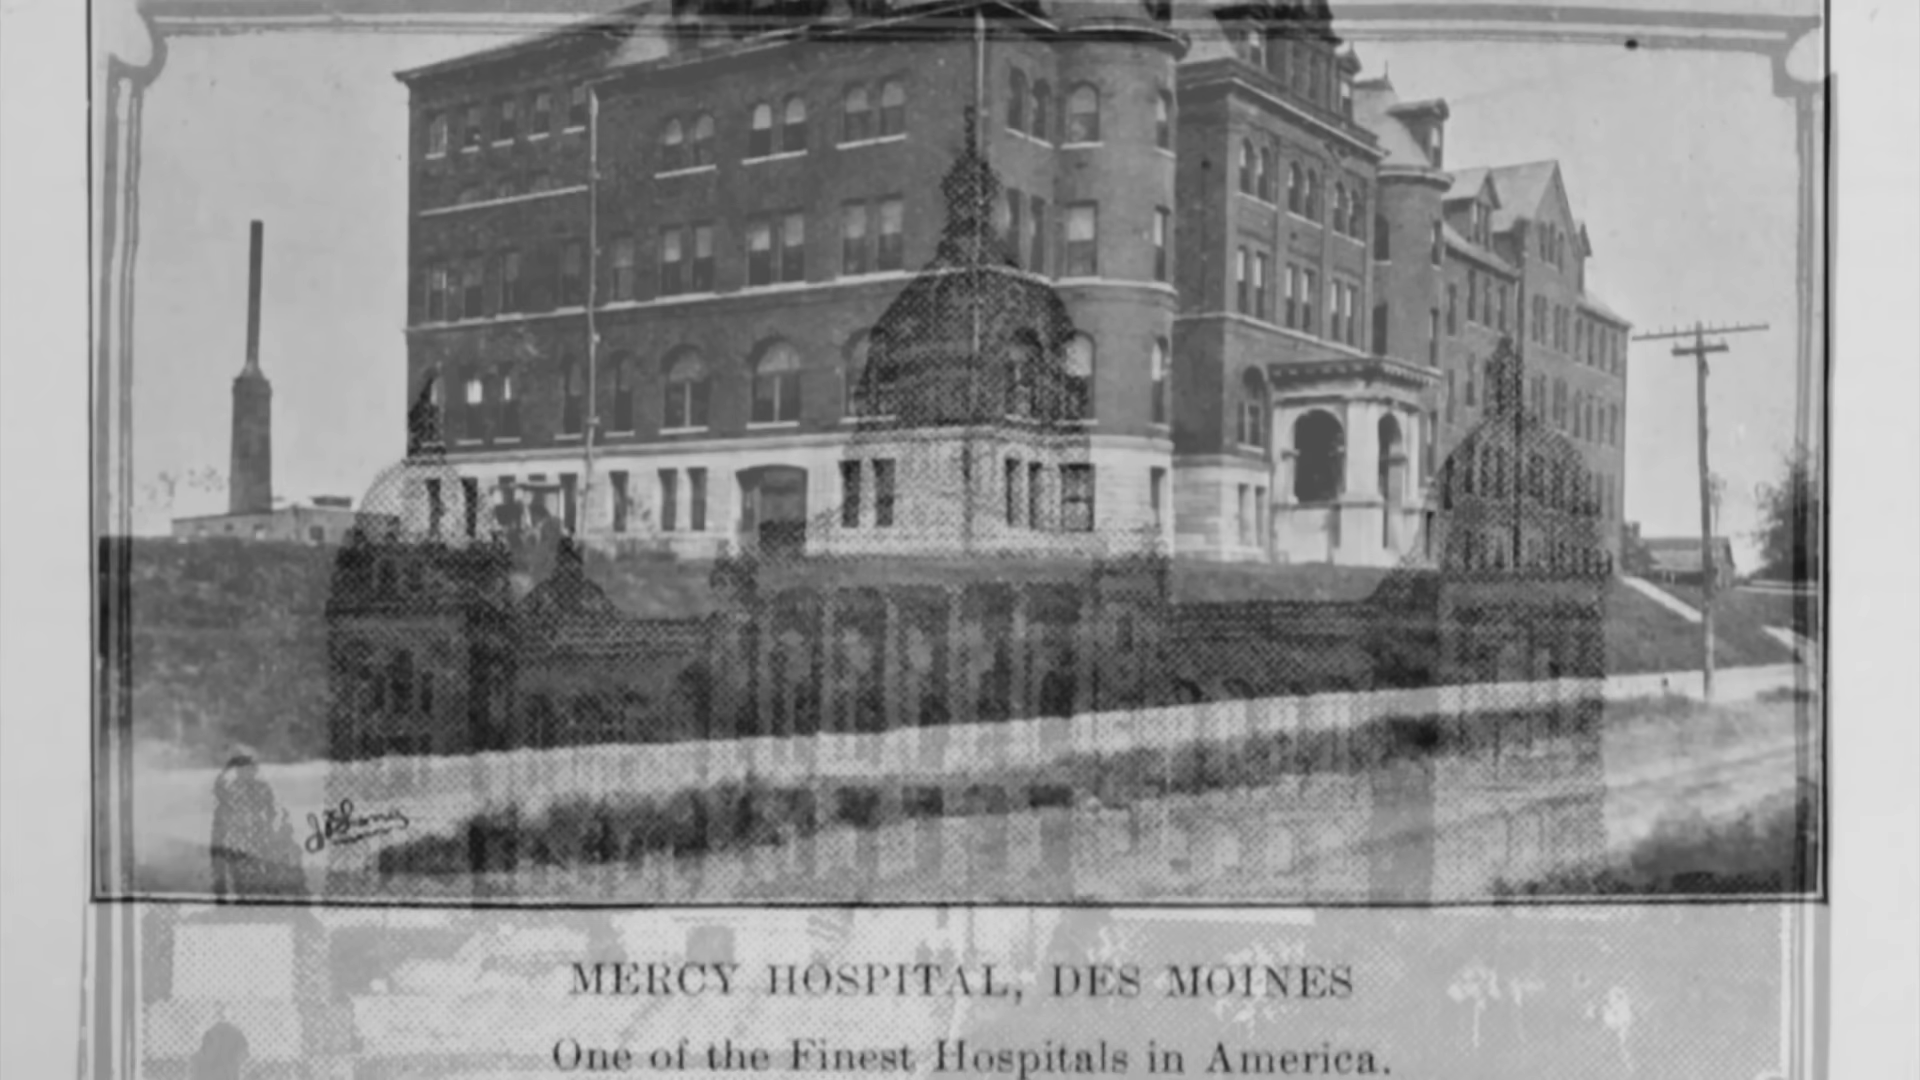 MERCY HOSPITAL, DES MOINES
One of the Finest Hospitals in America.